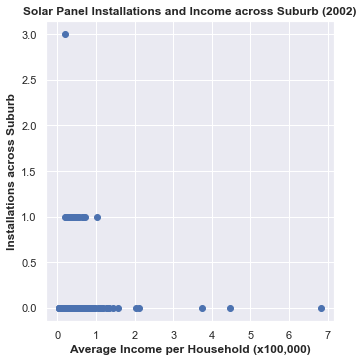 Solar Panel Installations and Income across Suburb (2002)
3.0
2.5
2.0
1.5
1.0
0.5
0.0
Installations across Suburb
0 1 2 3 4 5 6 7
Average Income per Household (x100,000)